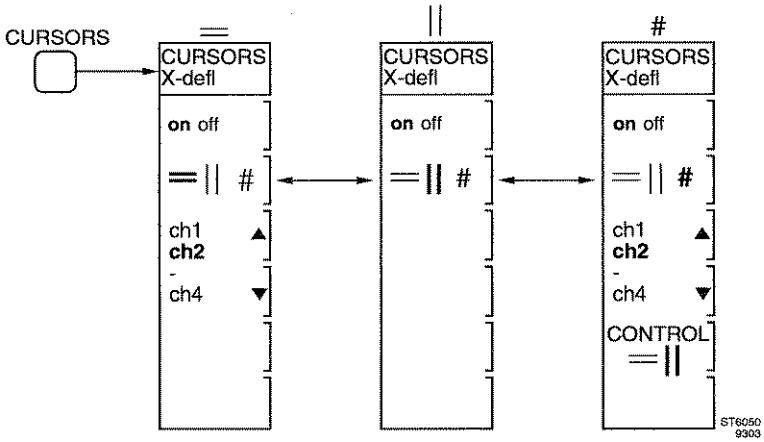 CURSORS
=
CURSORS
X-defl
on off
= || #
ch1
ch2
-
ch4
||
CURSORS
X-defl
on off
= || #
#
CURSORS
X-defl
on off
= || #
ch1
ch2
-
ch4
CONTROL
= ||
ST6050
9303